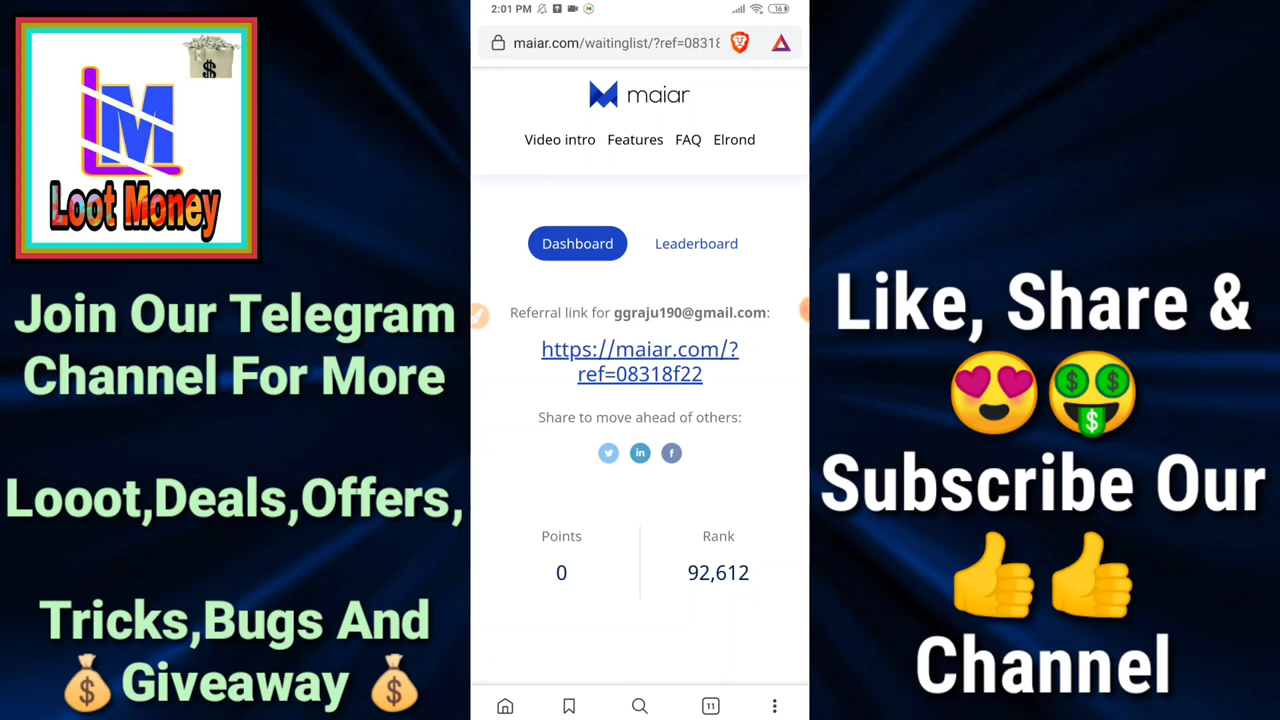 LM
Loot Money
Join Our Telegram
Channel For More
Looot,Deals,Offers,
Tricks,Bugs And
Giveaway
2:01 PM
16
maiar.com/waitinglist/?ref=0831
maiar
Video intro Features FAQ Elrond
Dashboard Leaderboard
Referral link for ggraju190@gmail.com:
https://maiar.com/?
ref=08318f22
Share to move ahead of others:
Points Rank
0 92,612
11
Like, Share &
Subscribe Our
Channel